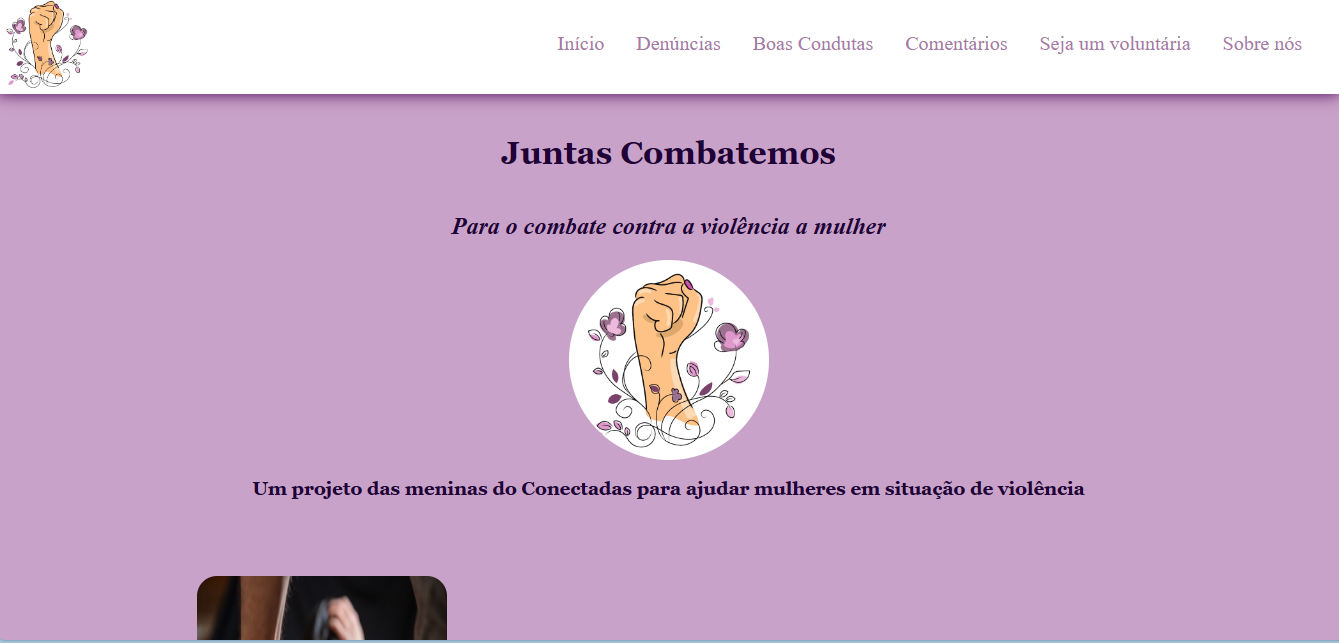 Início Denúncias Boas Condutas Comentários Seja um voluntária Sobre nós
Juntas Combatemos
Para o combate contra a violência a mulher
Um projeto das meninas do Conectadas para ajudar mulheres em situação de violência